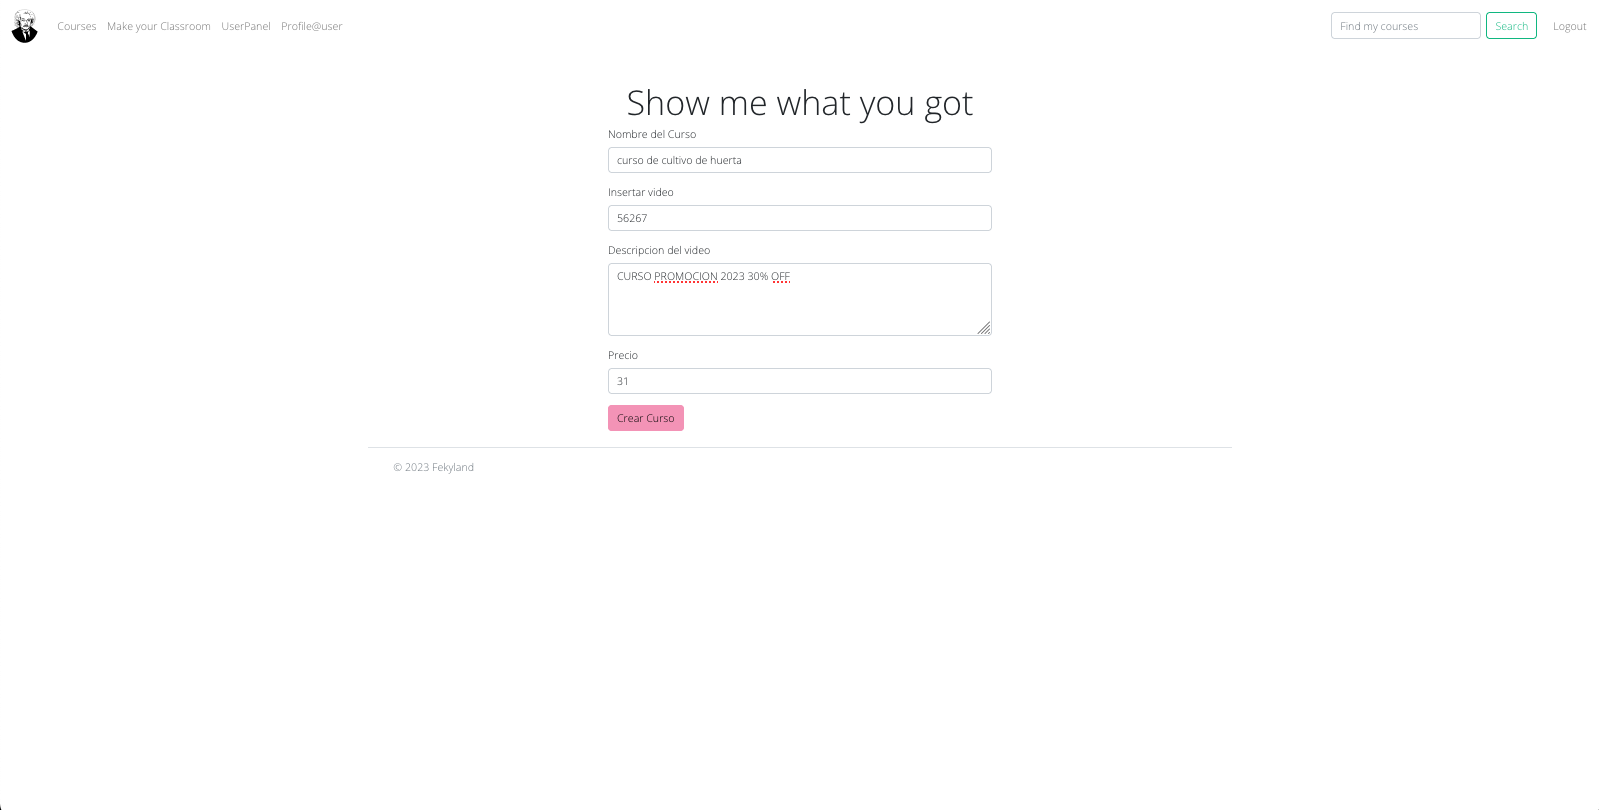 Courses Make your Classroom UserPanel Profile@user Find my courses Search Logout
Show me what you got
Nombre del Curso
curso de cultivo de huerta
Insertar video
56267
Descripcion del video
CURSO PROMOCION 2023 30% OFF
Precio
31
Crear Curso
© 2023 Fekyland